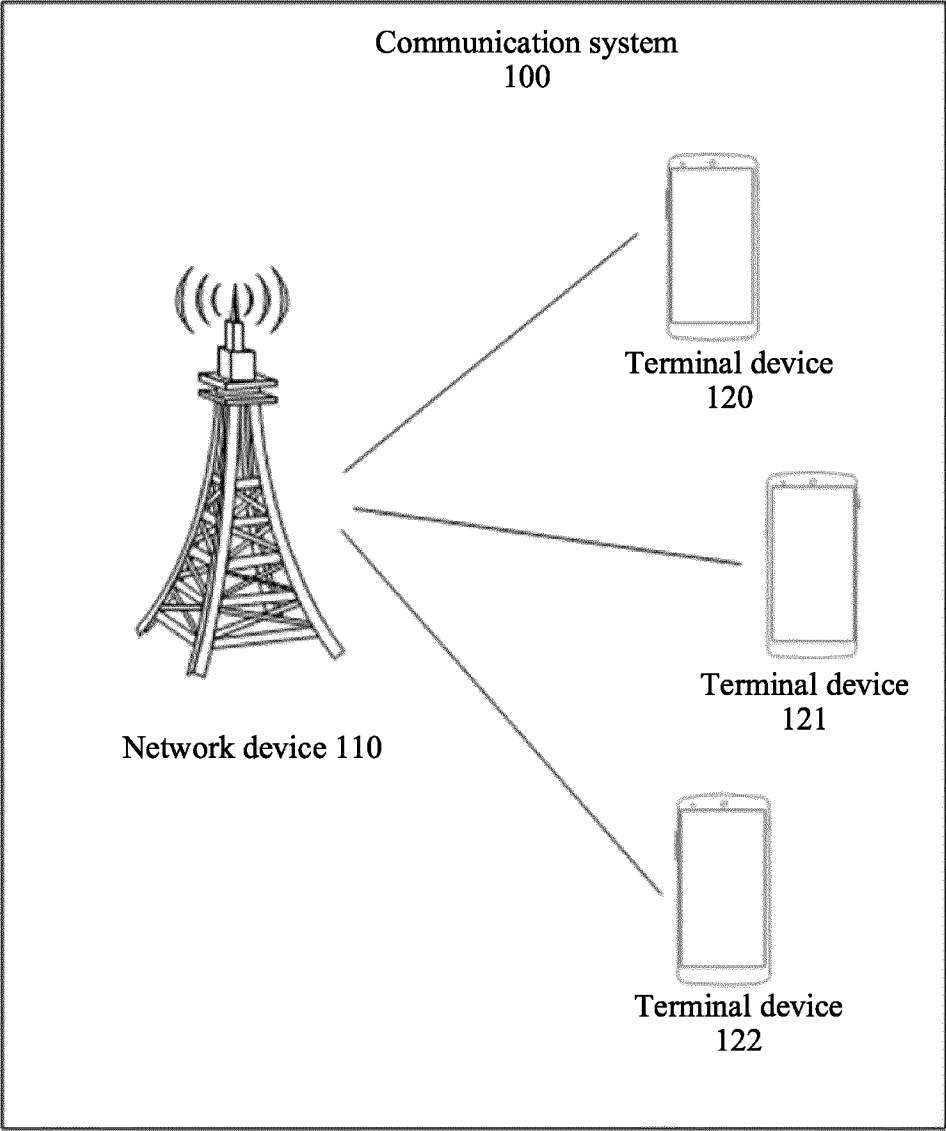 Communication system
100
Terminal device
120
Terminal device
121
Network device 110
Terminal device
122